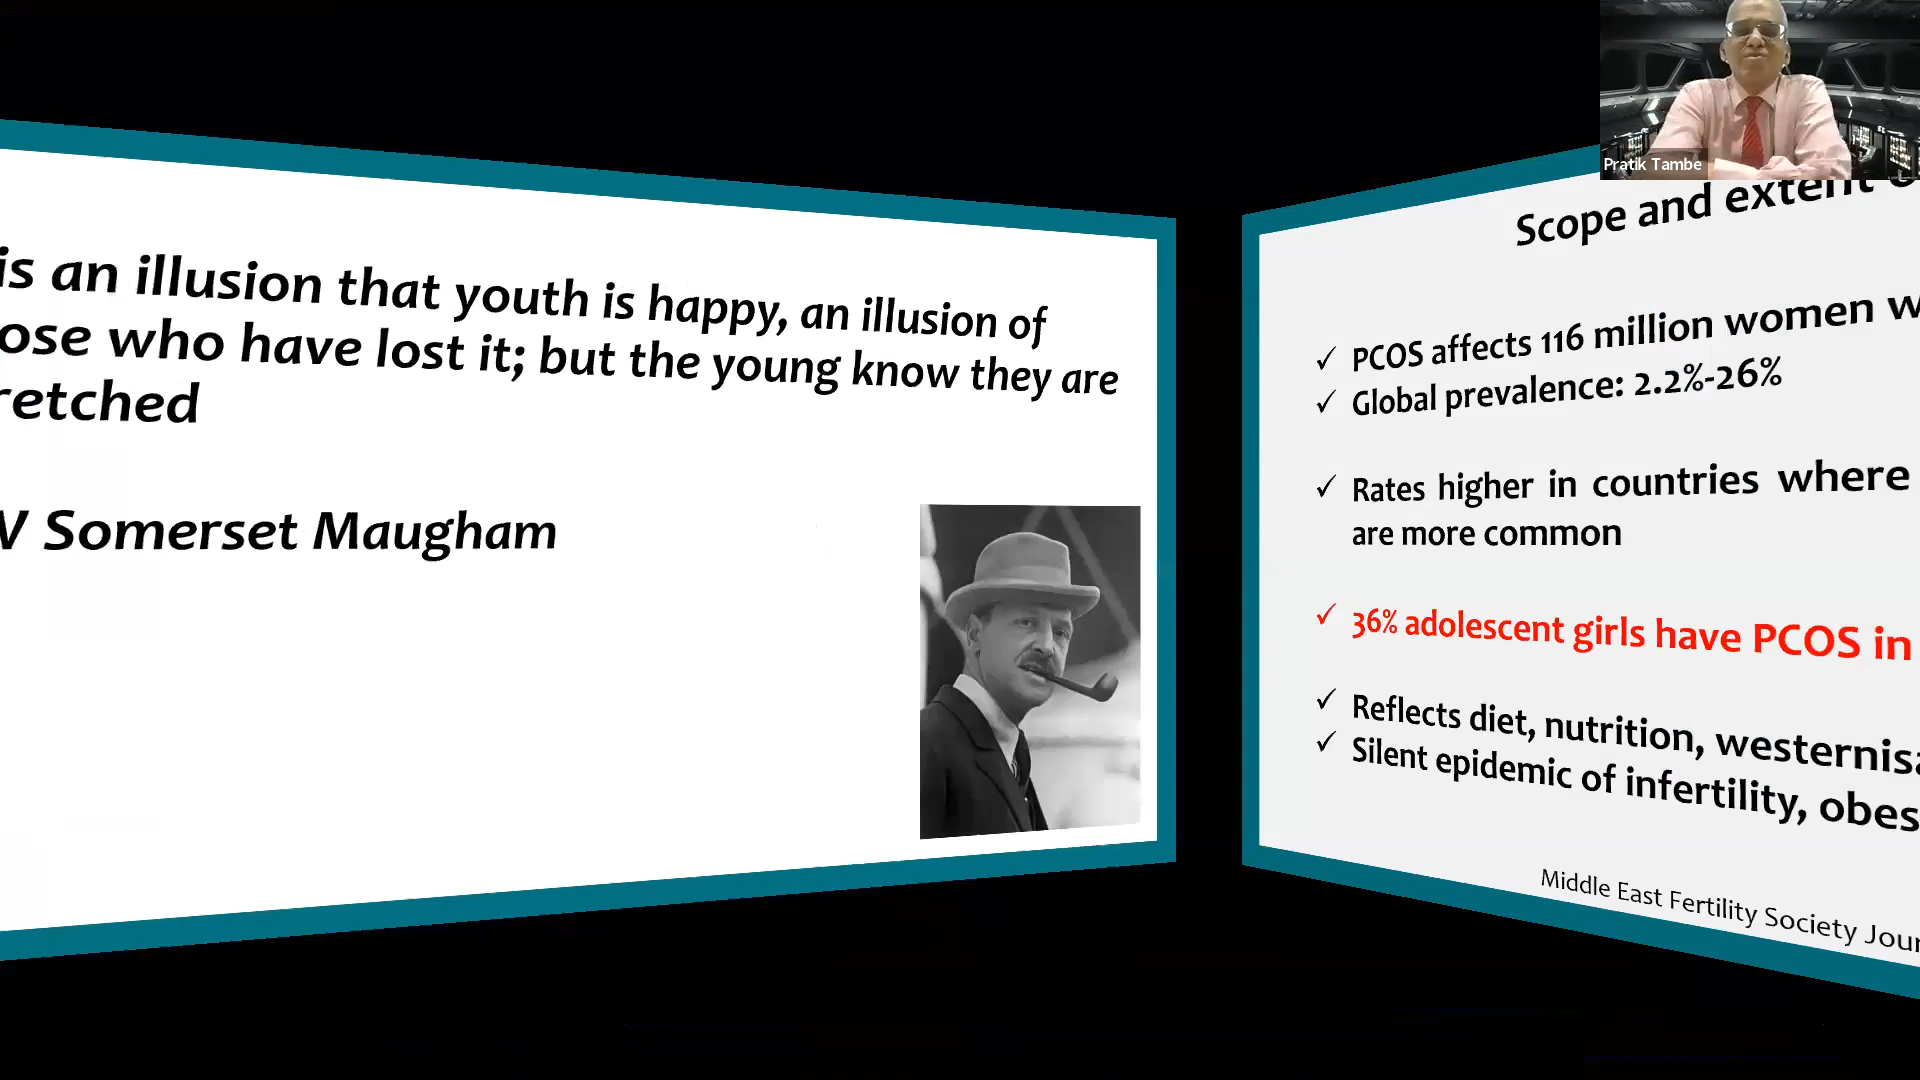 is an illusion that youth is happy, an illusion of
ose who have lost it; but the young know they are
retched
Somerset Maugham
Pratik Tambe
Scope and extent
PCOS affects 116 million women w
Global prevalence: 2.2%-26%
Rates higher in countries where
are more common
36% adolescent girls have PCOS in
Reflects diet, nutrition, westernis
Silent epidemic of infertility, obes
Middle East Fertility Society Jour